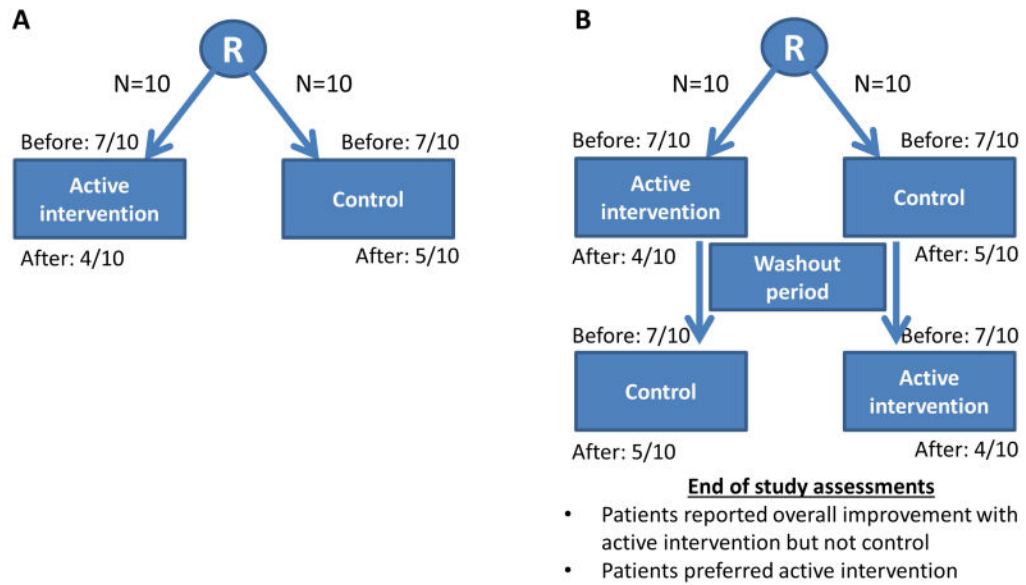 A
R
N=10
N=10
Before: 7/10
Before: 7/10
Active
intervention
Control
After: 4/10
After: 5/10
B
R
N=10
N=10
Before: 7/10
Before: 7/10
Active
intervention
Control
After: 4/10
After: 5/10
Washout
period
Before: 7/10
Before: 7/10
Control
Active
intervention
After: 5/10
After: 4/10
End of study assessments
• Patients reported overall improvement with
active intervention but not control
• Patients preferred active intervention